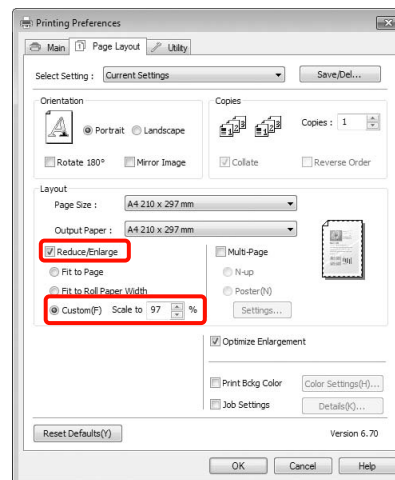 Printing Preferences
Main Page Layout Utility
Select Setting : Current Settings Save/Del...
Orientation Copies
Portrait Landscape Copies : 1
Rotate 180° Mirror Image Collate Reverse Order
Layout
Page Size : A4 210 x 297 mm
Output Paper : A4 210 x 297 mm
Reduce/Enlarge Multi-Page
Fit to Page N-up
Fit to Roll Paper Width Poster(N)
Custom(F) Scale to 97 % Settings...
Optimize Enlargement
Print Bckg Color Color Settings(H)...
Job Settings Details(K)...
Reset Defaults(Y) Version 6.70
OK Cancel Help